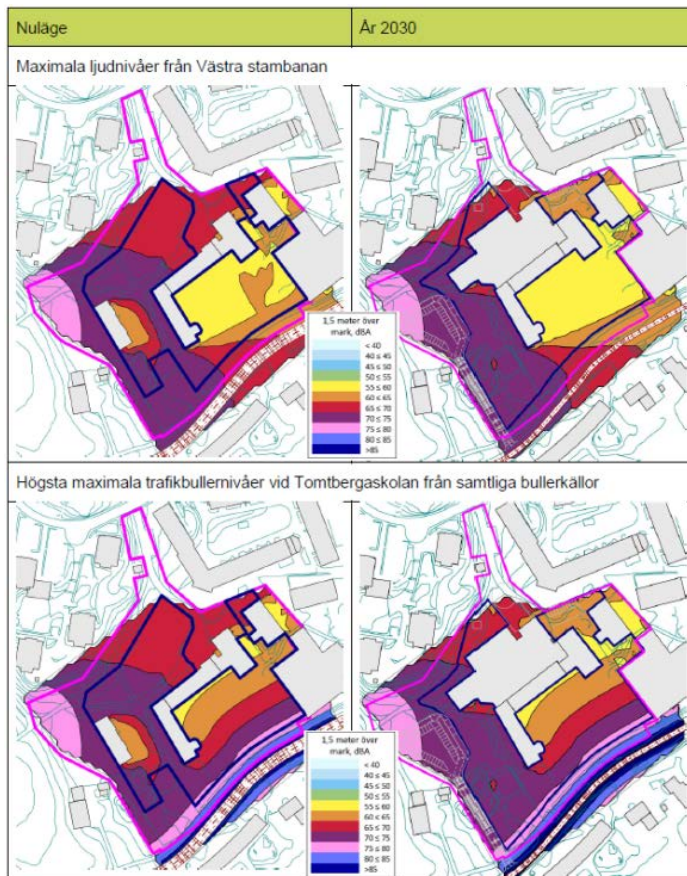 Nuläge
År 2030
Maximala ljudnivåer från Västra stambanan
1,5 meter över
mark, dBA
< 40
40 ≤ 45
45 ≤ 50
50 ≤ 55
55 ≤ 60
60 ≤ 65
65 ≤ 70
70 ≤ 75
75 ≤ 80
80 ≤ 85
>85
Högsta maximala trafikbullernivåer vid Tomtbergaskolan från samtliga bullerkällor
1,5 meter över
mark, dBA
< 40
40 ≤ 45
45 ≤ 50
50 ≤ 55
55 ≤ 60
60 ≤ 65
65 ≤ 70
70 ≤ 75
75 ≤ 80
80 ≤ 85
>85